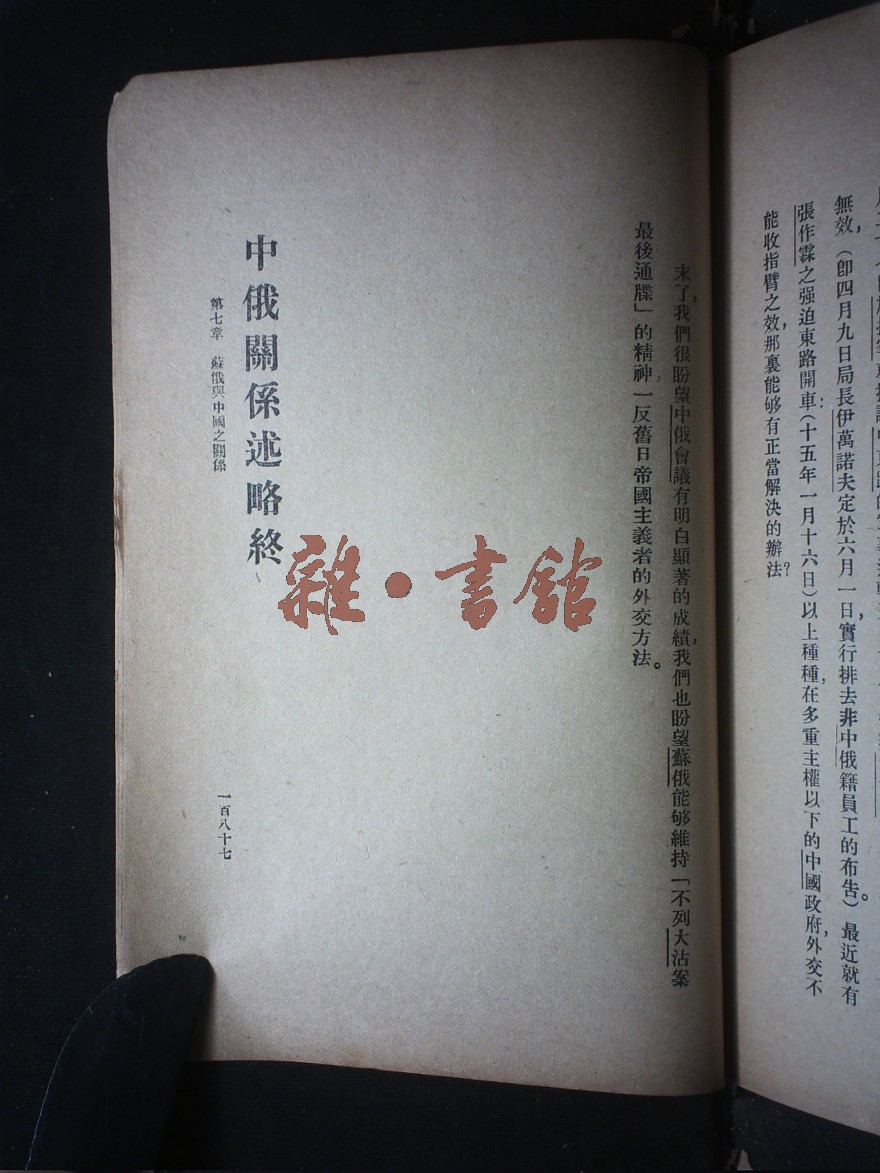 無效,(卽四月九日局長伊萬諾夫定於六月一日,實行排去非中俄籍員工的布告)。最近就有
張作霖之强迫東路開車:(十五年一月十六日)以上種種,在多重主權以下的中國政府,外交不
能收指臂之效,那裏能够有正當解決的辦法?
末了,我們很盼望中俄會議有明白顯著的成績,我們也盼望蘇俄能够維持「不列大沽案
最後通牒」的精神,一反舊日帝國主義者的外交方法。
中俄關係述略終
第七章 蘇俄與中國之關係
一百八十七
雜·書館